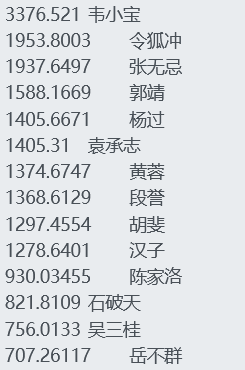 3376.521 韦小宝
1953.8003 令狐冲
1937.6497 张无忌
1588.1669 郭靖
1405.6671 杨过
1405.31 袁承志
1374.6747 黄蓉
1368.6129 段誉
1297.4554 胡斐
1278.6401 汉子
930.03455 陈家洛
821.8109 石破天
756.0133 吴三桂
707.26117 岳不群